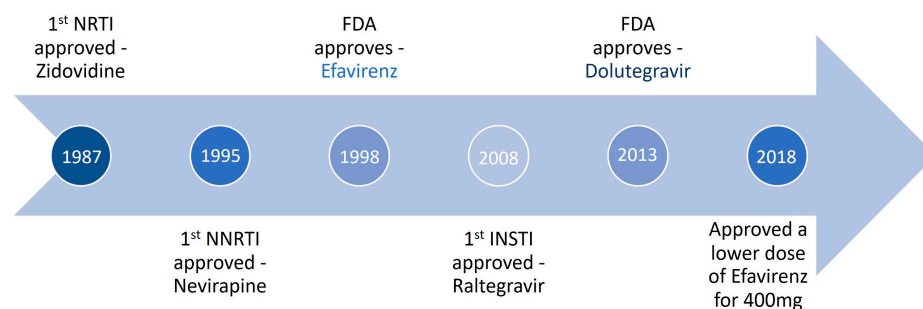 1st NRTI
approved -
Zidovidine
FDA
approves -
Efavirenz
FDA
approves -
Dolutegravir
1987
1995
1998
2008
2013
2018
1st NNRTI
approved -
Nevirapine
1st INSTI
approved -
Raltegravir
Approved a
lower dose
of Efavirenz
for 400mg